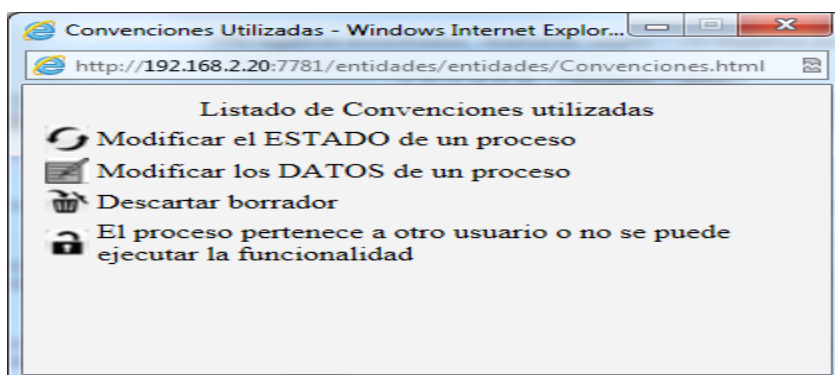 Convenciones Utilizadas - Windows Internet Explor...
http://192.168.2.20:7781/entidades/entidades/Convenciones.html
Listado de Convenciones utilizadas
Modificar el ESTADO de un proceso
Modificar los DATOS de un proceso
Descartar borrador
El proceso pertenece a otro usuario o no se puede
ejecutar la funcionalidad